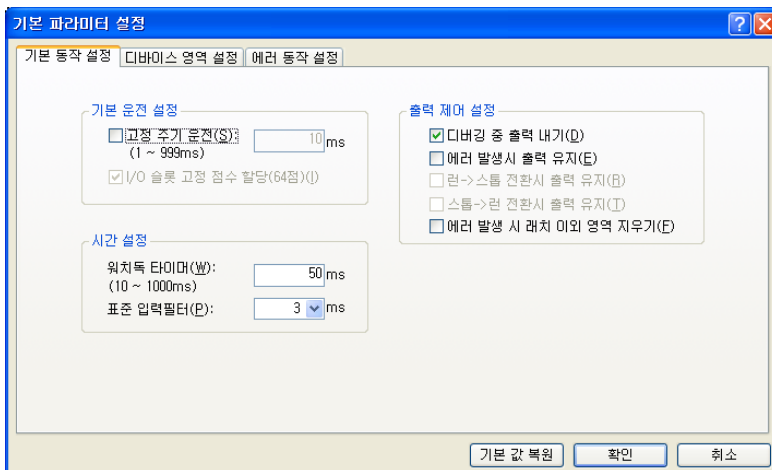 기본 파라미터 설정
기본 동작 설정 디바이스 영역 설정 에러 동작 설정
기본 운전 설정
고정 주기 운전(S): 10 ms
(1 ~ 999ms)
I/O 슬롯 고정 점수 할당(64점)(I)
시간 설정
워치독 타이머(W): 50 ms
(10 ~ 1000ms)
표준 입력필터(P): 3 ms
출력 제어 설정
디버깅 중 출력 내기(D)
에러 발생시 출력 유지(E)
런->스톱 전환시 출력 유지(R)
스톱->런 전환시 출력 유지(T)
에러 발생 시 래치 이외 영역 지우기(F)
기본 값 복원 확인 취소